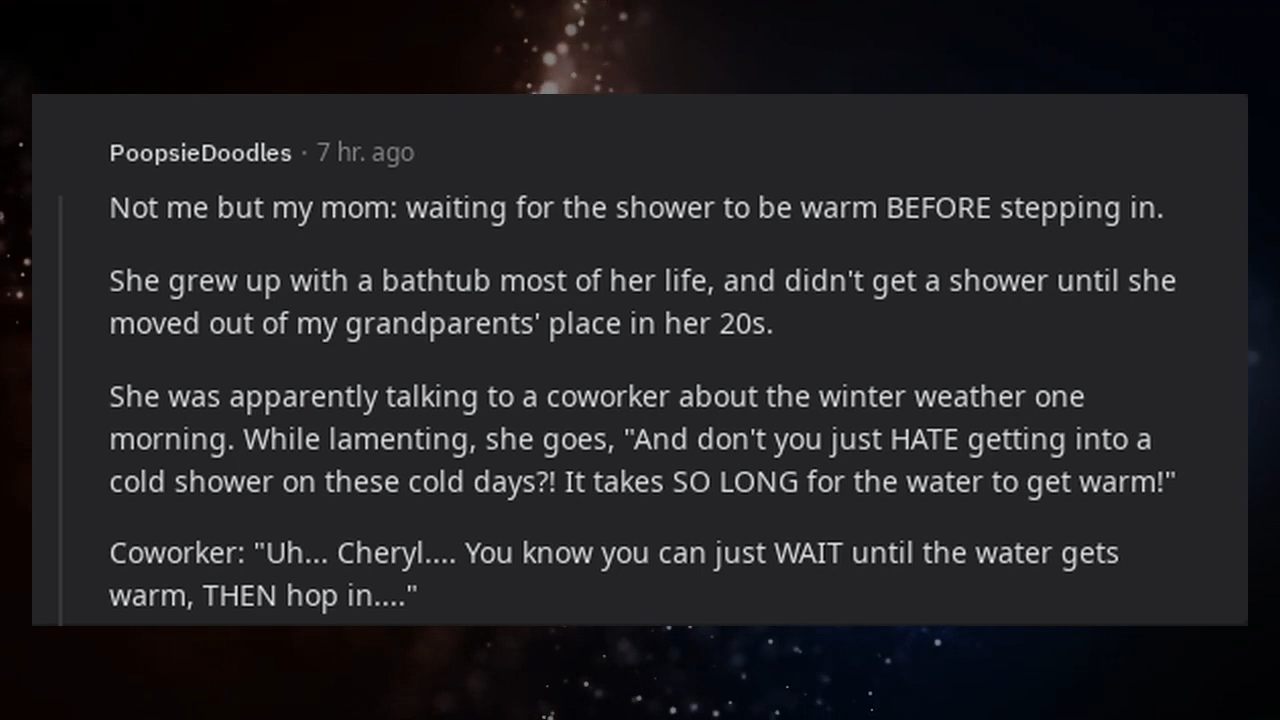 PoopsieDoodles · 7 hr. ago
Not me but my mom: waiting for the shower to be warm BEFORE stepping in.
She grew up with a bathtub most of her life, and didn't get a shower until she
moved out of my grandparents' place in her 20s.
She was apparently talking to a coworker about the winter weather one
morning. While lamenting, she goes, "And don't you just HATE getting into a
cold shower on these cold days?! It takes SO LONG for the water to get warm!"
Coworker: "Uh... Cheryl.... You know you can just WAIT until the water gets
warm, THEN hop in...."